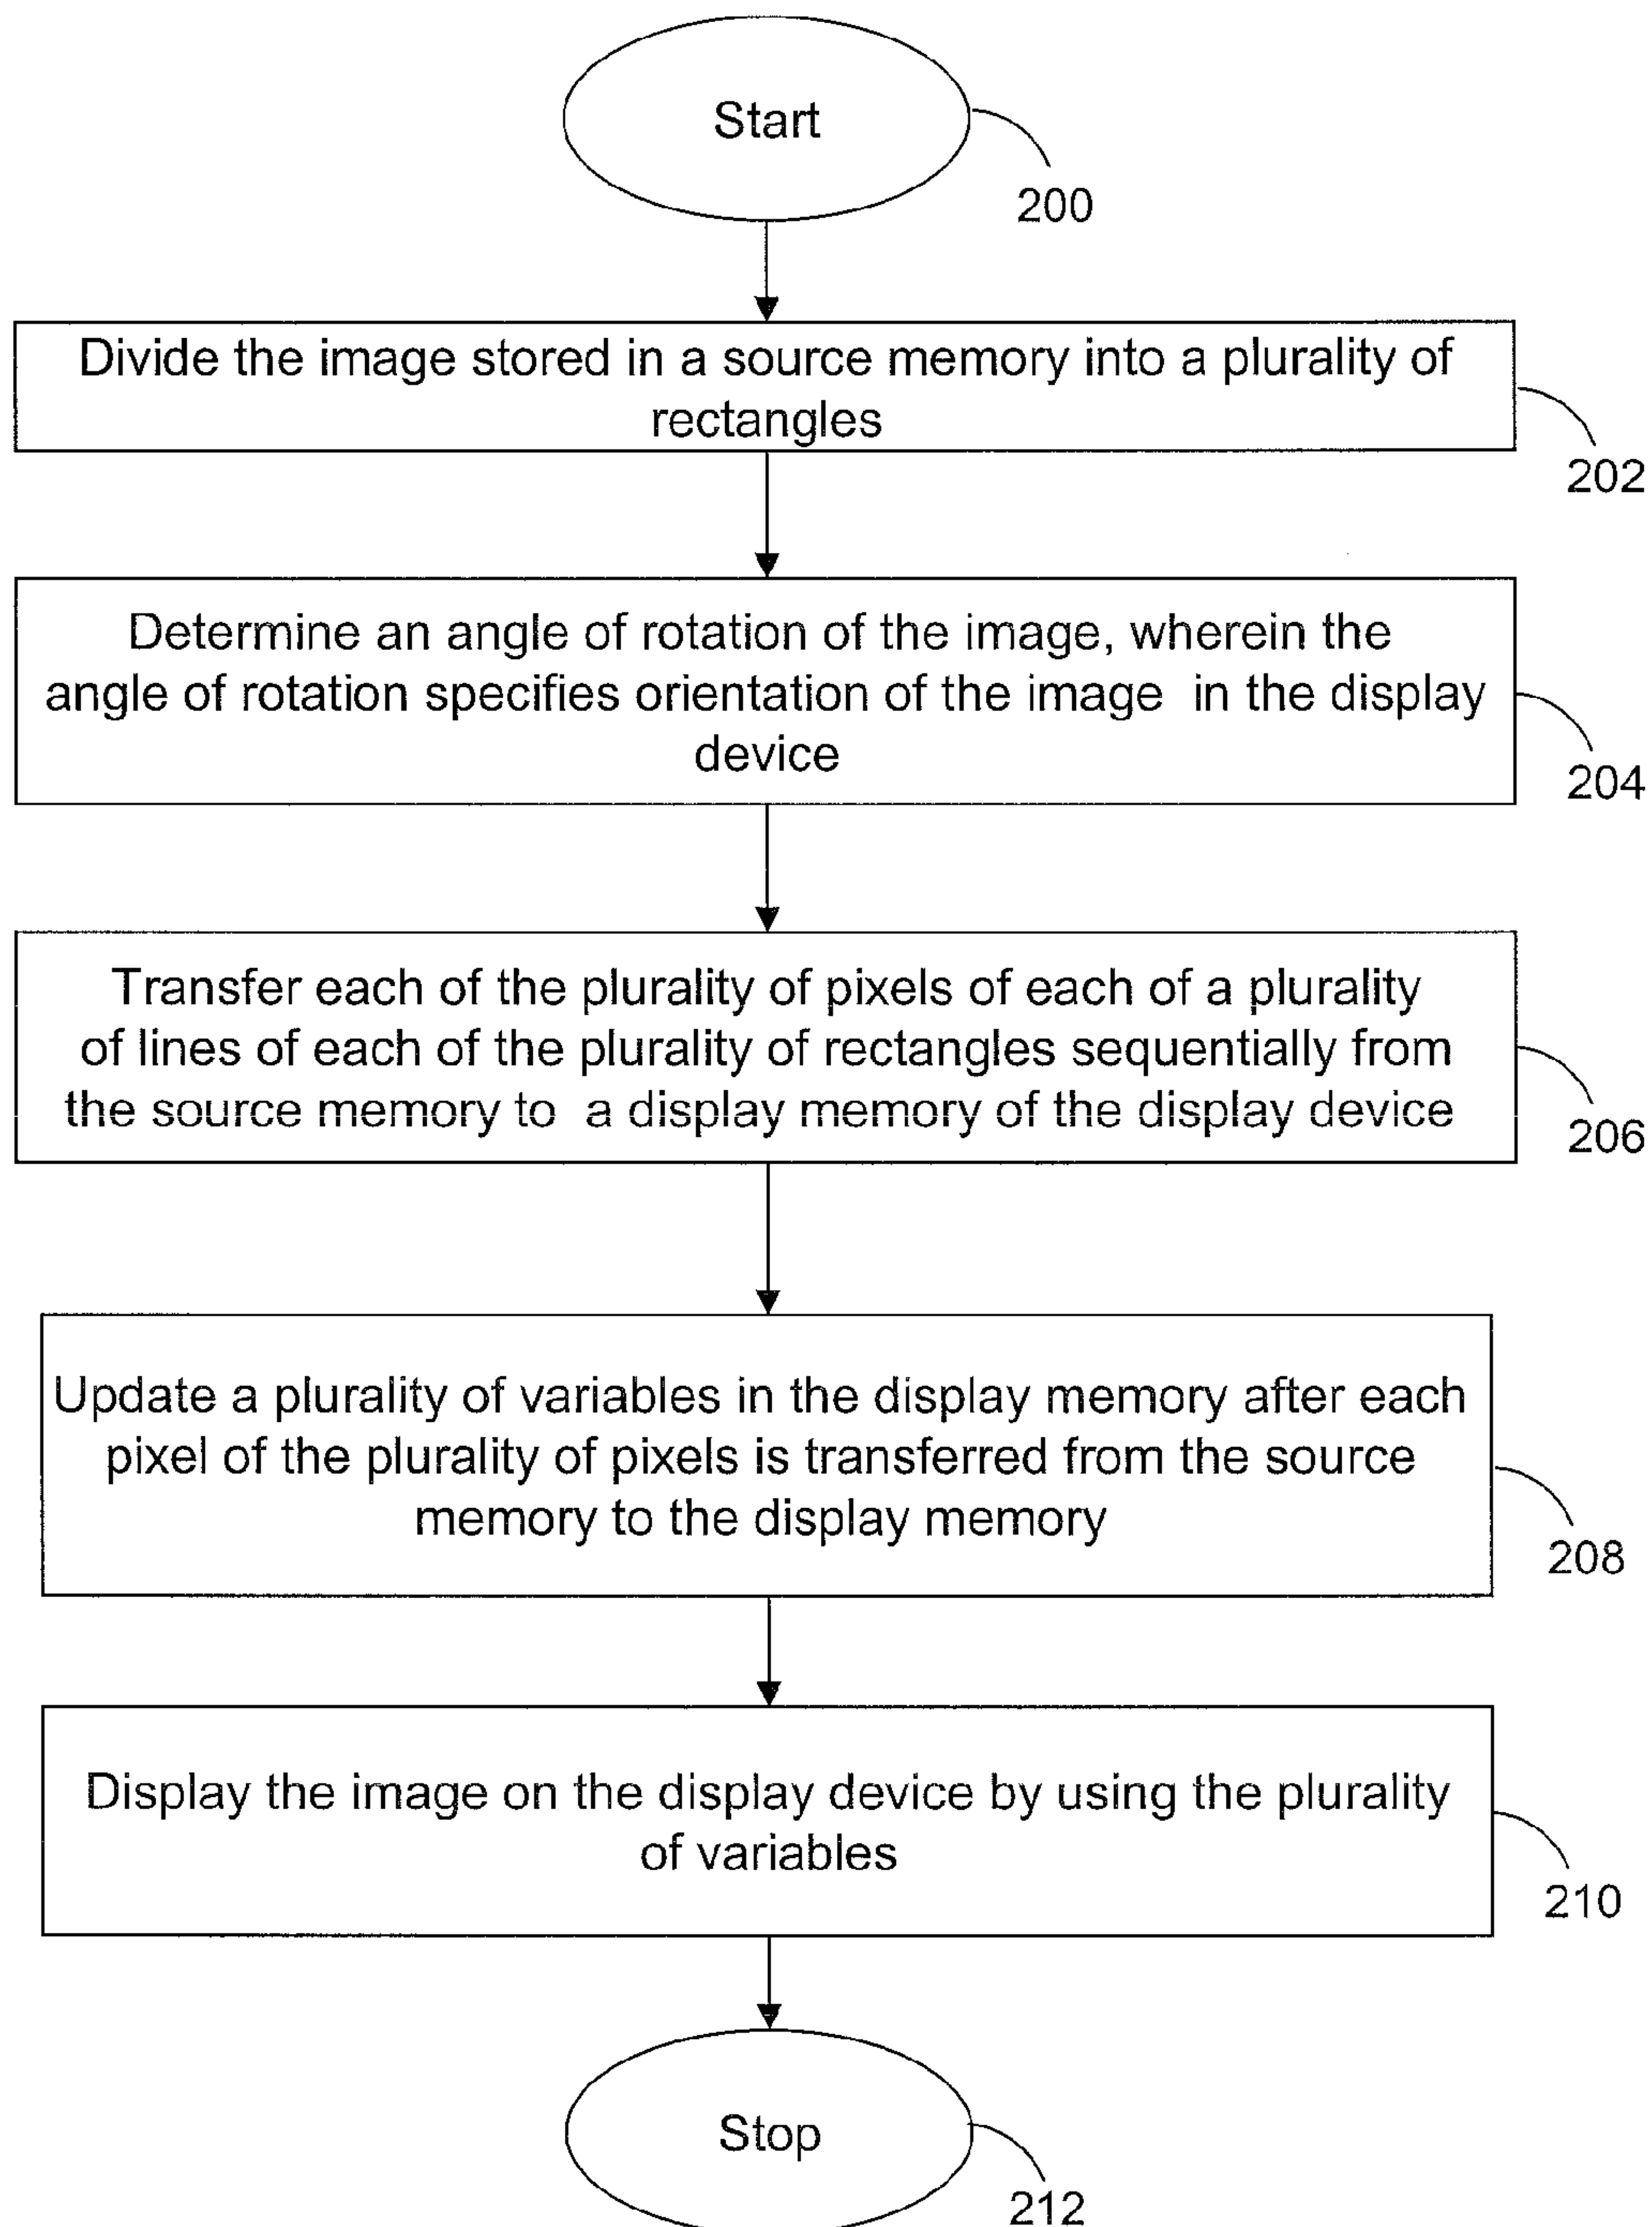 Start
200
Divide the image stored in a source memory into a plurality of
rectangles
202
Determine an angle of rotation of the image, wherein the
angle of rotation specifies orientation of the image in the display
device
204
Transfer each of the plurality of pixels of each of a plurality
of lines of each of the plurality of rectangles sequentially from
the source memory to a display memory of the display device
206
Update a plurality of variables in the display memory after each
pixel of the plurality of pixels is transferred from the source
memory to the display memory
208
Display the image on the display device by using the plurality
of variables
210
Stop
212